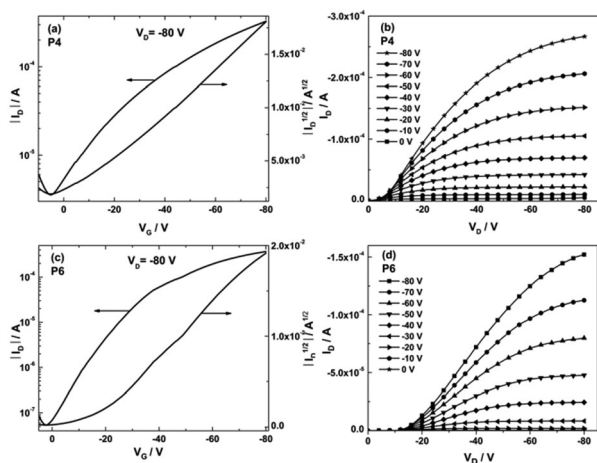 (a)
P4
V_D= -80 V
| I_D | / A
10⁻⁴
10⁻⁵
1.5x10⁻²
1.0x10⁻²
5.0x10⁻³
| I_D^1/2 | / A^1/2
0 -20 -40 -60 -80
V_G / V
(b)
P4
-3.0x10⁻⁴
-2.0x10⁻⁴
-1.0x10⁻⁴
0.0
I_D / A
-80 V
-70 V
-60 V
-50 V
-40 V
-30 V
-20 V
-10 V
0 V
0 -20 -40 -60 -80
V_D / V
(c)
P6
V_D= -80 V
| I_D | / A
10⁻⁴
10⁻⁵
10⁻⁶
10⁻⁷
2.0x10⁻²
1.0x10⁻²
0.0
| I_D^1/2 | / A^1/2
0 -20 -40 -60 -80
V_G / V
(d)
P6
-1.5x10⁻⁴
-1.0x10⁻⁴
-5.0x10⁻⁵
0.0
I_D / A
-80 V
-70 V
-60 V
-50 V
-40 V
-30 V
-20 V
-10 V
0 V
0 -20 -40 -60 -80
V_D / V